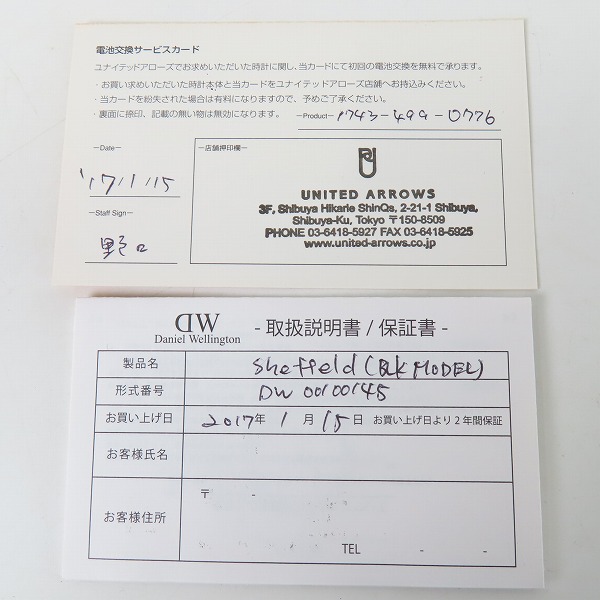 電池交換サービスカード
ユナイテッドアローズでお求めいただいた時計に関し、当カードにて初回の電池交換を無料で承ります。
・お買い求めいただいた時計本体と当カードをユナイテッドアローズ店舗へお持込みください。
・当カードを紛失された場合は有料になりますので、予めご了承ください。
・裏面に捺印、記載の無い物は無効になります。
Product 1743-499-0776
Date
'17/1/15
Staff Sign
野口
店舗押印欄
UNITED ARROWS
3F, Shibuya Hikarie ShinQs, 2-21-1 Shibuya,
Shibuya-Ku, Tokyo 〒150-8509
PHONE 03-6418-5927 FAX 03-6418-5925
www.united-arrows.co.jp
DW
Daniel Wellington
- 取扱説明書 / 保証書 -
製品名 Sheffield (BLK MODEL)
形式番号 DW 00100145
お買い上げ日 2017年 1月 15日 お買い上げ日より2年間保証
お客様氏名
お客様住所 〒 -
TEL - -